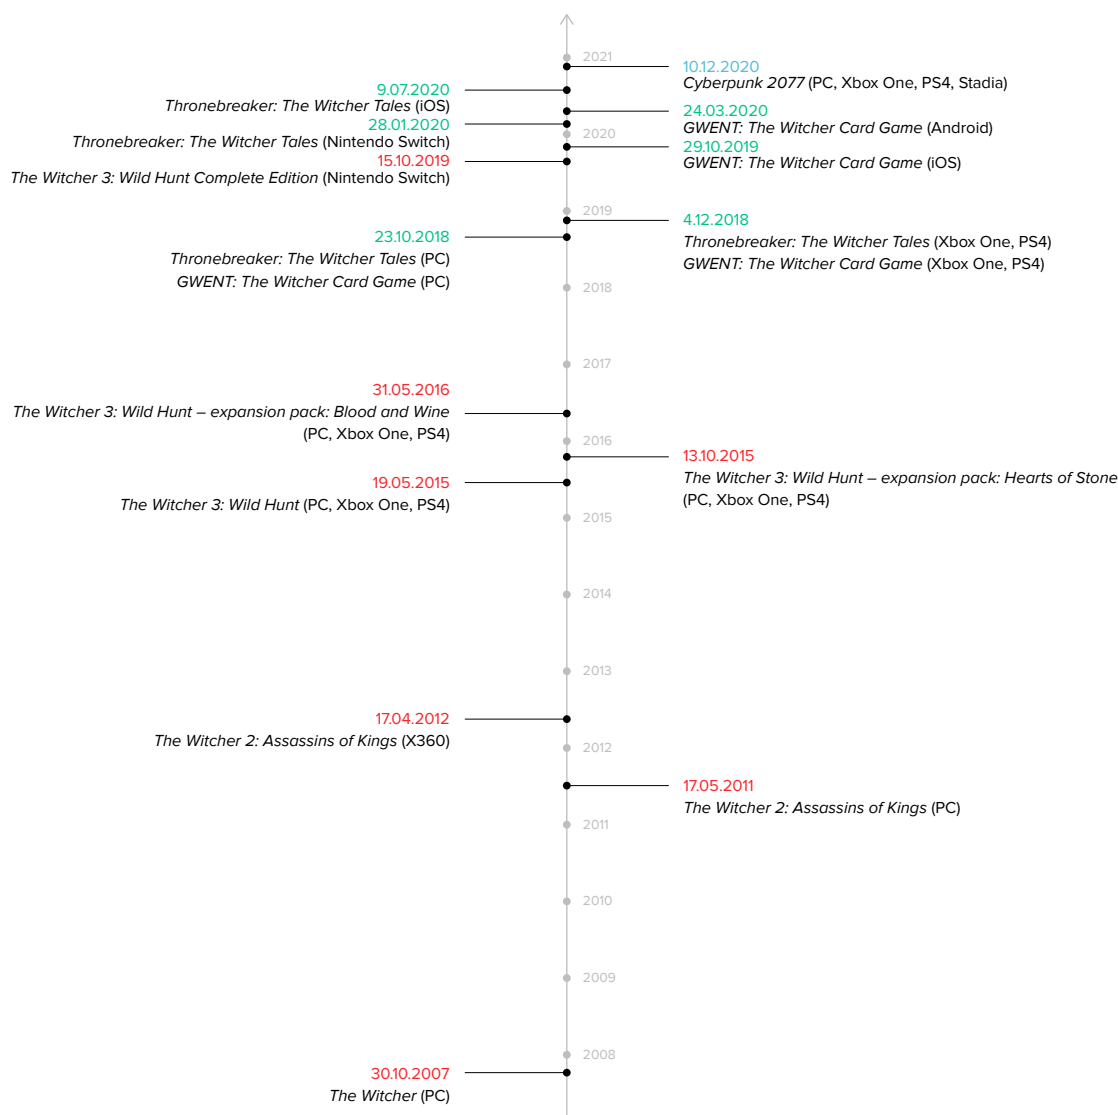 2021
10.12.2020
Cyberpunk 2077 (PC, Xbox One, PS4, Stadia)
9.07.2020
Thronebreaker: The Witcher Tales (iOS)
24.03.2020
GWENT: The Witcher Card Game (Android)
28.01.2020
Thronebreaker: The Witcher Tales (Nintendo Switch)
2020
29.10.2019
GWENT: The Witcher Card Game (iOS)
15.10.2019
The Witcher 3: Wild Hunt Complete Edition (Nintendo Switch)
2019
4.12.2018
Thronebreaker: The Witcher Tales (Xbox One, PS4)
GWENT: The Witcher Card Game (Xbox One, PS4)
23.10.2018
Thronebreaker: The Witcher Tales (PC)
GWENT: The Witcher Card Game (PC)
2018
2017
31.05.2016
The Witcher 3: Wild Hunt – expansion pack: Blood and Wine
(PC, Xbox One, PS4)
2016
13.10.2015
The Witcher 3: Wild Hunt – expansion pack: Hearts of Stone
(PC, Xbox One, PS4)
19.05.2015
The Witcher 3: Wild Hunt (PC, Xbox One, PS4)
2015
2014
2013
17.04.2012
The Witcher 2: Assassins of Kings (X360)
2012
17.05.2011
The Witcher 2: Assassins of Kings (PC)
2011
2010
2009
2008
30.10.2007
The Witcher (PC)